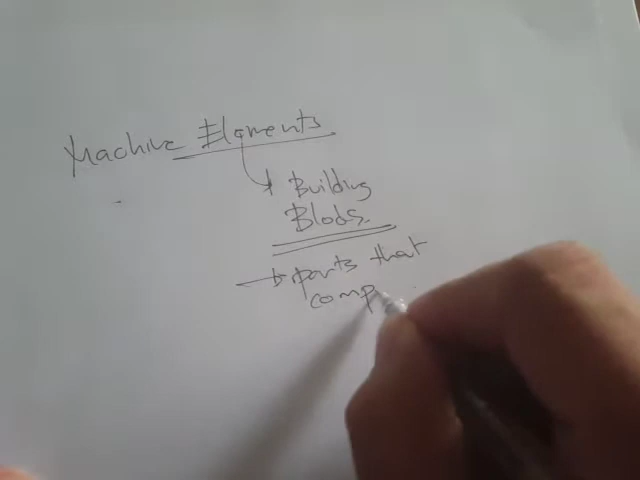 Machine Elements
Building
Blocks.
parts that
comp